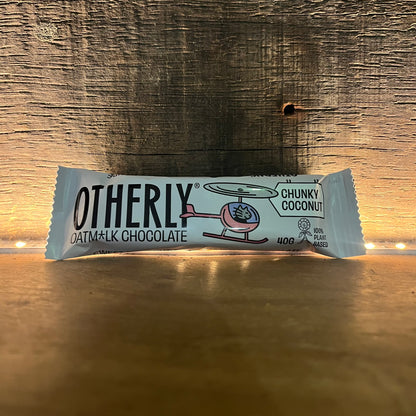 OTHERLY®
OATM*LK CHOCOLATE
CHUNKY
COCONUT
40G
100%
PLANT
BASED